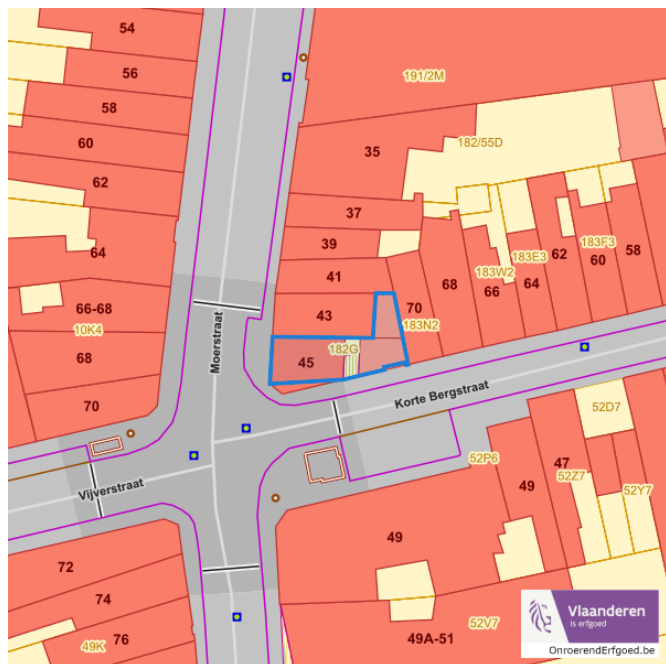 54
56
191/2M
58
60
35
182/55D
62
37
64
39
183E3
62
183F3
68
60
58
41
183W2
66
64
66-68
10K4
43
70
183N2
Moerstraat
68
45
182G
70
Korte Bergstraat
52D7
52P6
47
52Z7
Vijverstraat
49
52Y7
49
72
74
76
49K
52V7
49A-51
Vlaanderen
is erfgoed
OnroerendErfgoed.be